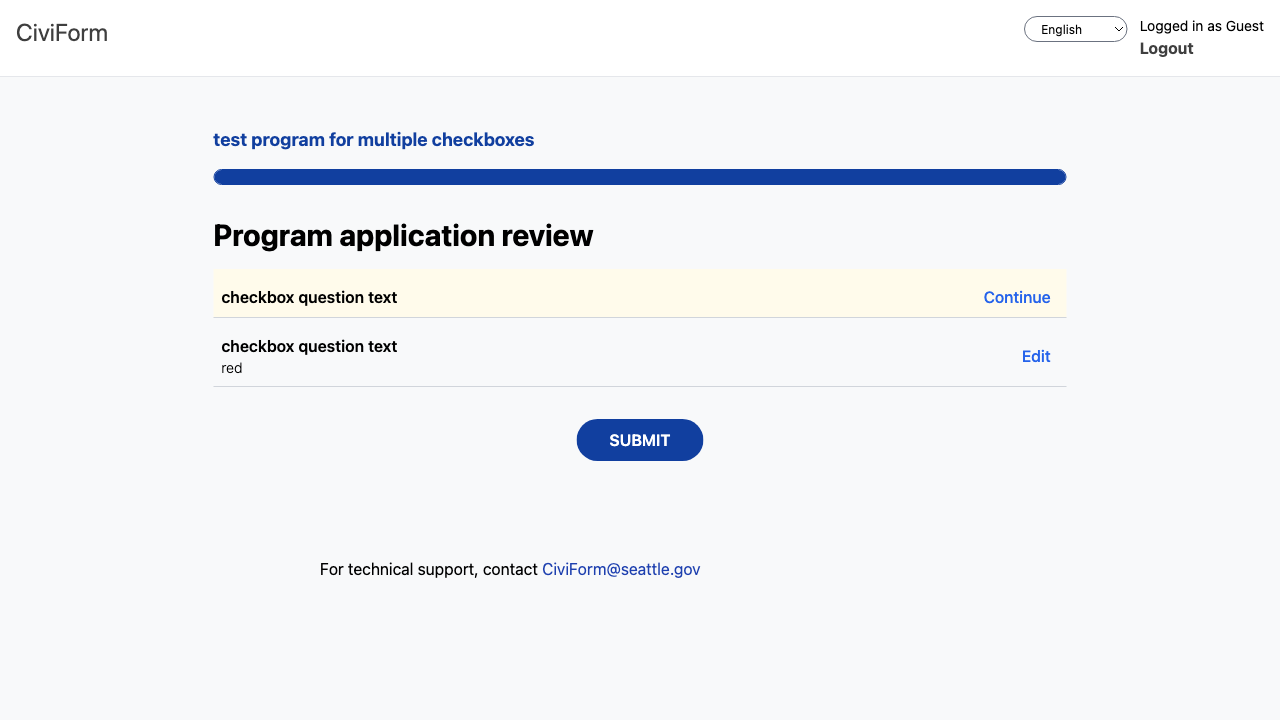 CiviForm
English
Logged in as Guest
Logout
test program for multiple checkboxes
Program application review
checkbox question text
Continue
checkbox question text
red
Edit
SUBMIT
For technical support, contact CiviForm@seattle.gov